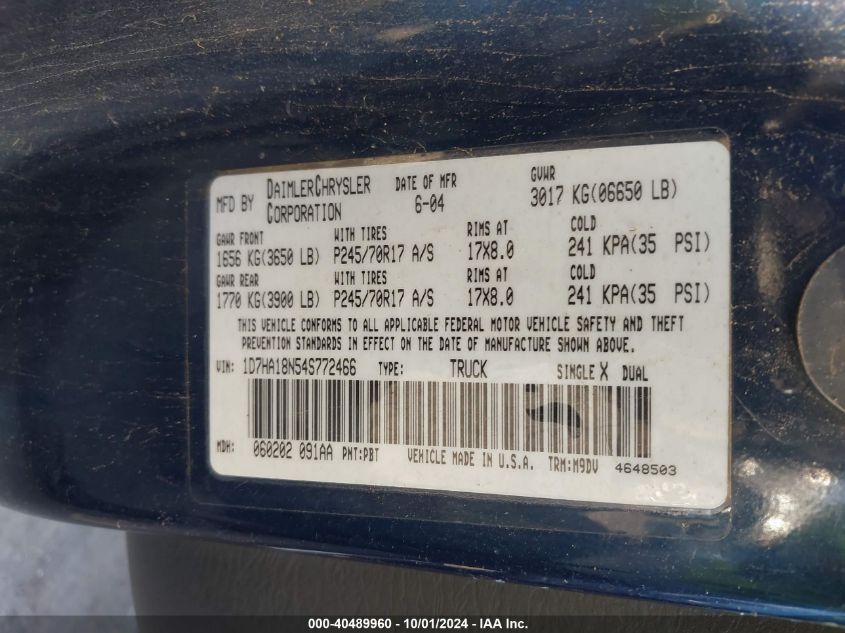 MFD BY DAIMLERCHRYSLER CORPORATION DATE OF MFR 6-04 GVWR 3017 KG(06650 LB)
GAWR FRONT WITH TIRES RIMS AT COLD
1656 KG(3650 LB) P245/70R17 A/S 17X8.0 241 KPA(35 PSI)
GAWR REAR WITH TIRES RIMS AT COLD
1770 KG(3900 LB) P245/70R17 A/S 17X8.0 241 KPA(35 PSI)
THIS VEHICLE CONFORMS TO ALL APPLICABLE FEDERAL MOTOR VEHICLE SAFETY AND THEFT
PREVENTION STANDARDS IN EFFECT ON THE DATE OF MANUFACTURE SHOWN ABOVE.
VIN: 1D7HA18N54S772466 TYPE: TRUCK SINGLE X DUAL
MDH: 060202 091AA PNT:PBT VEHICLE MADE IN U.S.A. TRM:M9DV 4648503
000-40489960 - 10/01/2024 - IAA Inc.